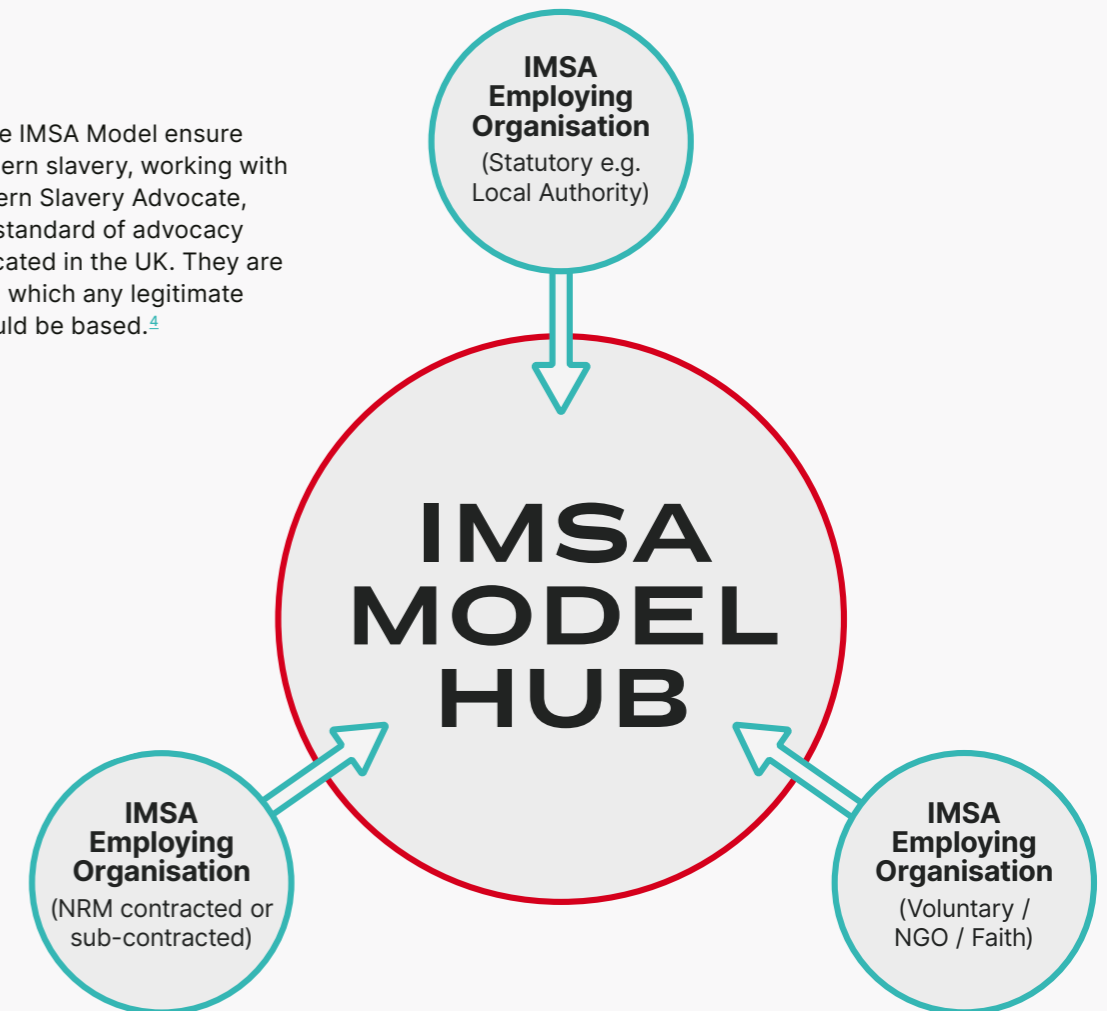 e IMSA Model ensure
ern slavery, working with
ern Slavery Advocate,
standard of advocacy
cated in the UK. They are
which any legitimate
uld be based.4
IMSA
Employing
Organisation
(Statutory e.g.
Local Authority)
IMSA
MODEL
HUB
IMSA
Employing
Organisation
(NRM contracted or
sub-contracted)
IMSA
Employing
Organisation
(Voluntary /
NGO / Faith)